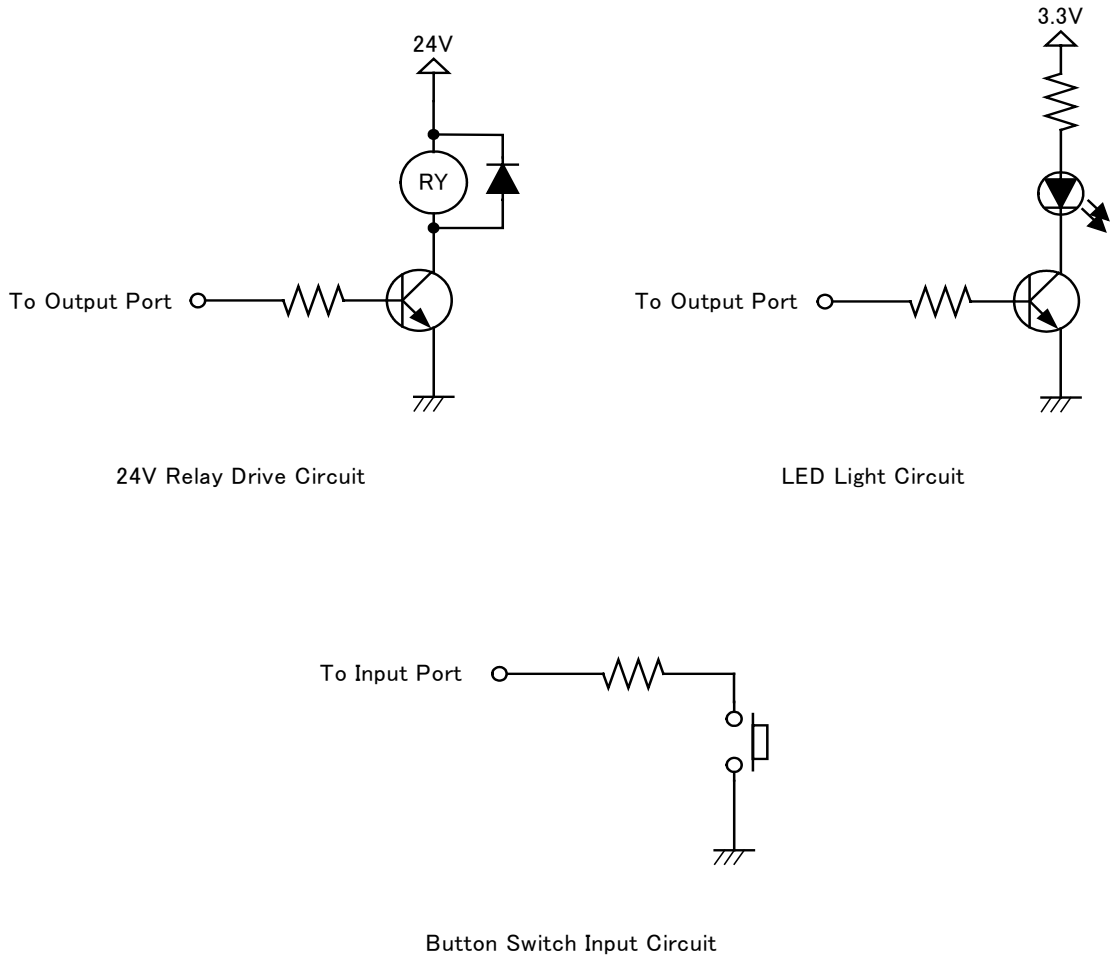 24V
RY
To Output Port
24V Relay Drive Circuit
3.3V
To Output Port
LED Light Circuit
To Input Port
Button Switch Input Circuit